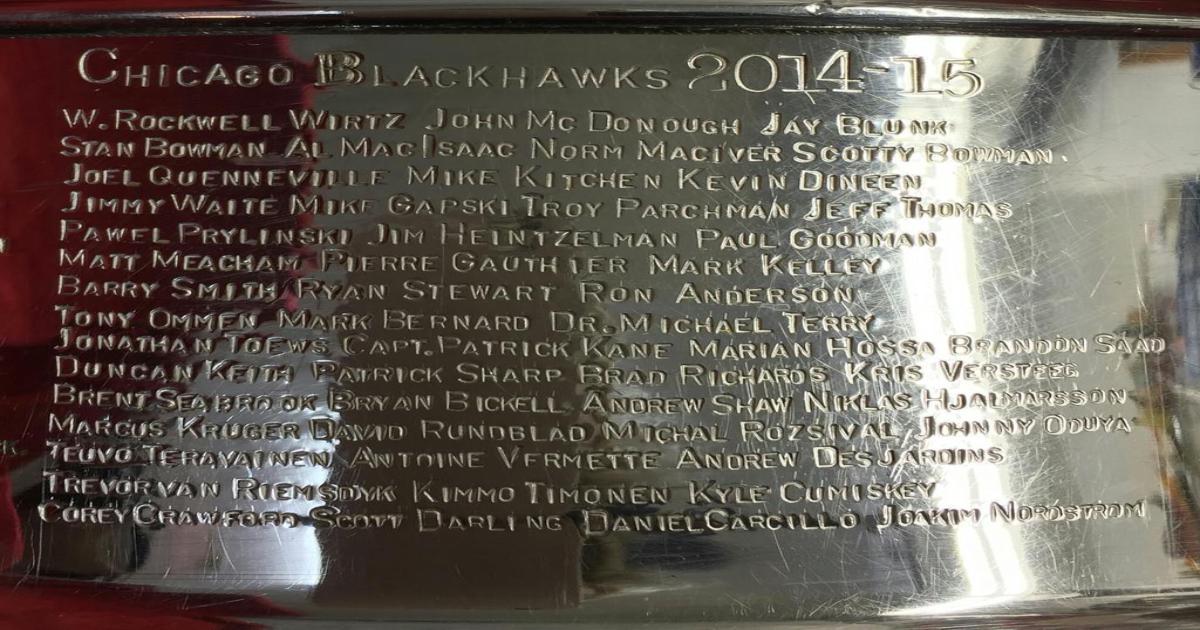 CHICAGO BLACKHAWKS 2014-15
W. ROCKWELL WIRTZ JOHN MC DONOUGH JAY BLUNK
STAN BOWMAN AL MACISAAC NORM MACIVER SCOTTY BOWMAN
JOEL QUENNEVILLE MIKE KITCHEN KEVIN DINEEN
JIMMY WAITE MIKE GAPSKI TROY PARCHMAN JEFF THOMAS
PAWEL PRYLINSKI JIM HEINTZELMAN PAUL GOODMAN
MATT MEACHAM PIERRE GAUTHIER MARK KELLEY
BARRY SMITH RYAN STEWART RON ANDERSON
TONY OMMEN MARK BERNARD DR. MICHAEL TERRY
JONATHAN TOEWS CAPT. PATRICK KANE MARIAN HOSSA BRANDON SAAD
DUNCAN KEITH PATRICK SHARP BRAD RICHARDS KRIS VERSTEEG
BRENT SEABROOK BRYAN BICKELL ANDREW SHAW NIKLAS HJALMARSSON
MARCUS KRUGER DAVID RUNDBLAD MICHAL ROZSIVAL JOHNNY ODUYA
TEUVO TERAVAINEN ANTOINE VERMETTE ANDREW DESJARDINS
TREVOR VAN RIEMSDYK KIMMO TIMONEN KYLE CUMISKEY
COREY CRAWFORD SCOTT DARLING DANIEL CARCILLO JOAKIM NORDSTROM